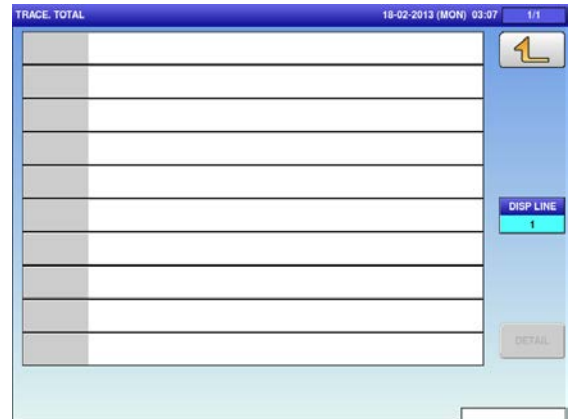 TRACE. TOTAL 18-02-2013 (MON) 03:07 1/1
DISP LINE
1
DETAIL